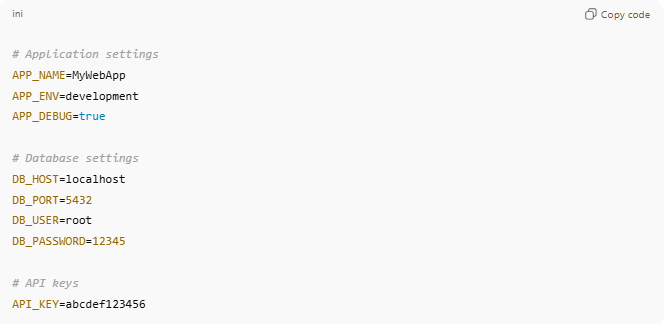 ini
Copy code
# Application settings
APP_NAME=MyWebApp
APP_ENV=development
APP_DEBUG=true
# Database settings
DB_HOST=localhost
DB_PORT=5432
DB_USER=root
DB_PASSWORD=12345
# API keys
API_KEY=abcdef123456